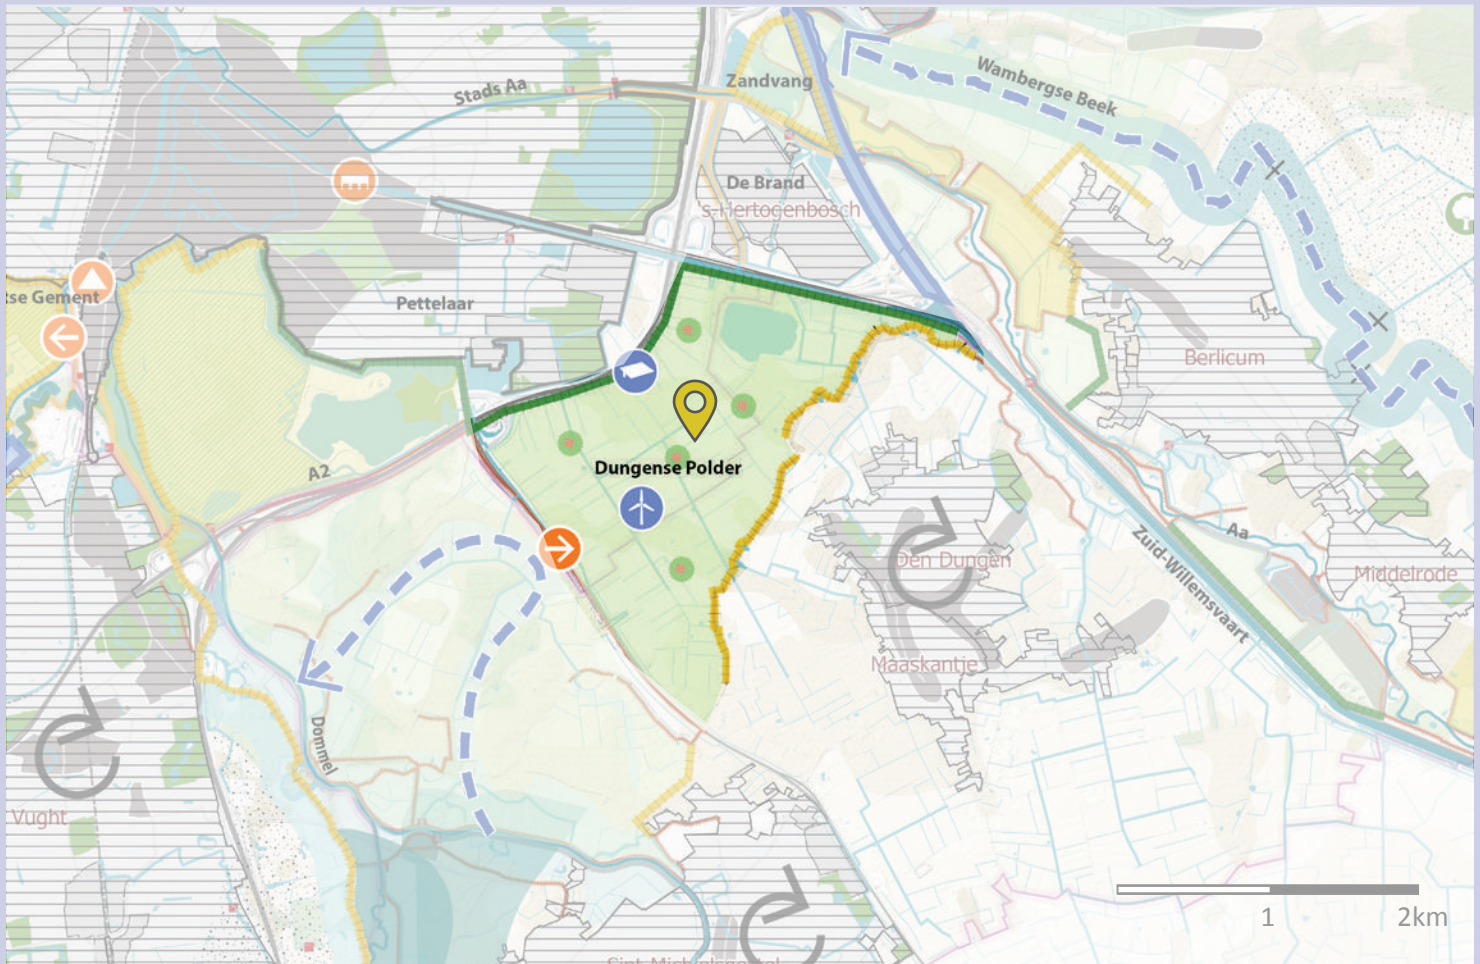 Zandvang
Wambergse Beek
Stads Aa
De Brand
's-Hertogenbosch
se Gement
Pettelaar
Berlicum
A2
Dungense Polder
Aa
Den Dungen
Zuid-Willemsvaart
Middelrode
Maaskantje
Dommel
Vught
1
2km